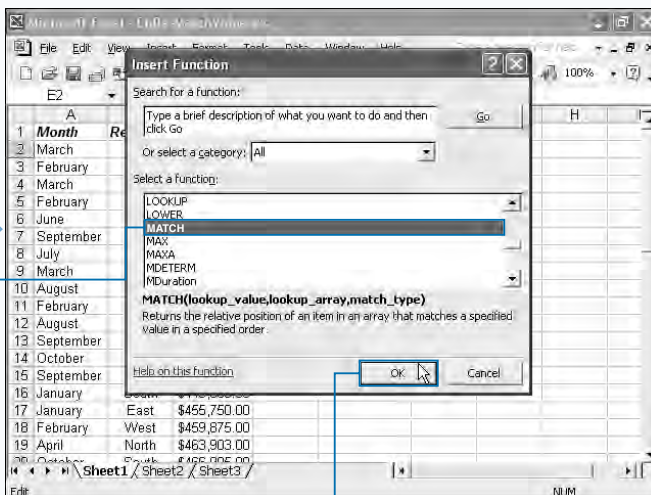 Microsoft Excel
File Edit View Insert Format Tools Data Window Help
100%
E2
Insert Function
Search for a function:
Type a brief description of what you want to do and then
click Go
Go
Or select a category: All
Select a function:
LOOKUP
LOWER
MATCH
MAX
MAXA
MDETERM
MDuration
MATCH(lookup_value,lookup_array,match_type)
Returns the relative position of an item in an array that matches a specified
value in a specified order.
Help on this function
OK
Cancel
A H
1 Month
2 March
3 February
4 March
5 February
6 June
7 September
8 July
9 March
10 August
11 February
12 August
13 September
14 October
15 September
16 January
17 January East $455,750.00
18 February West $459,875.00
19 April North $463,903.00
Sheet1 Sheet2 Sheet3
Edit NUM